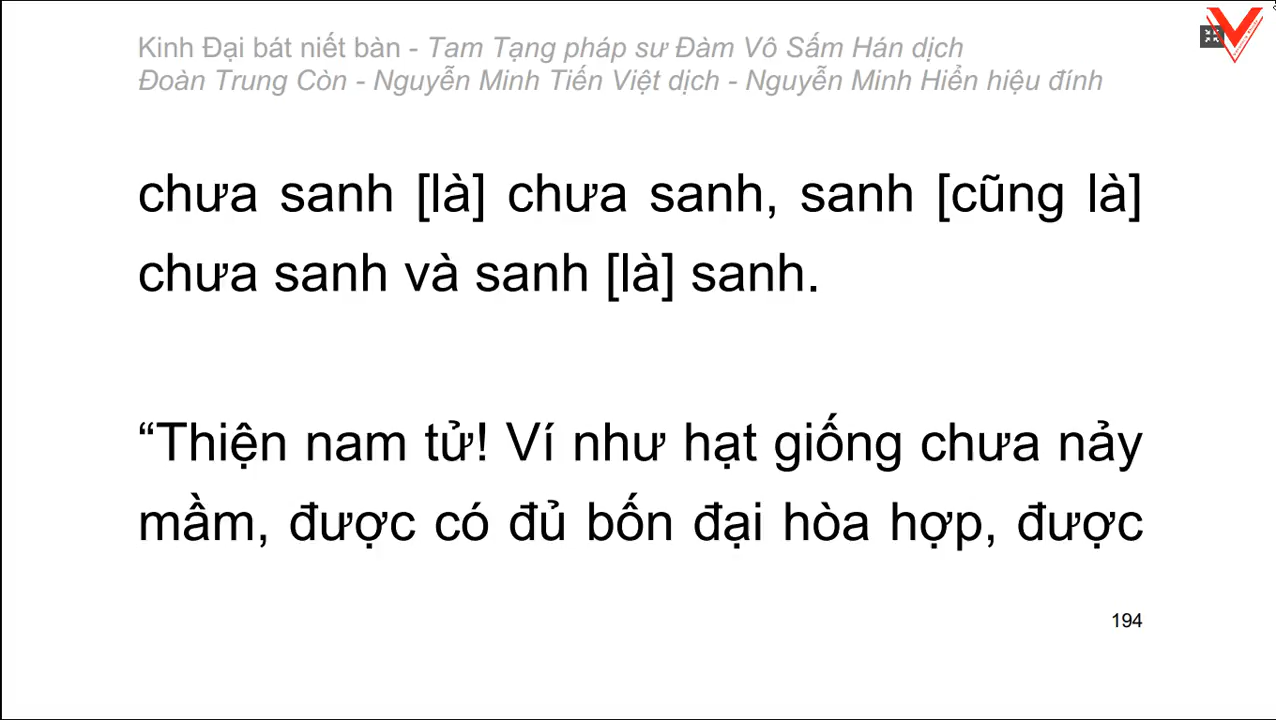 Kinh Đại bát niết bàn - Tam Tạng pháp sư Đàm Vô Sấm Hán dịch
Đoàn Trung Còn - Nguyễn Minh Tiến Việt dịch - Nguyễn Minh Hiển hiệu đính
chưa sanh [là] chưa sanh, sanh [cũng là]
chưa sanh và sanh [là] sanh.
“Thiện nam tử! Ví như hạt giống chưa nảy
mầm, được có đủ bốn đại hòa hợp, được
194